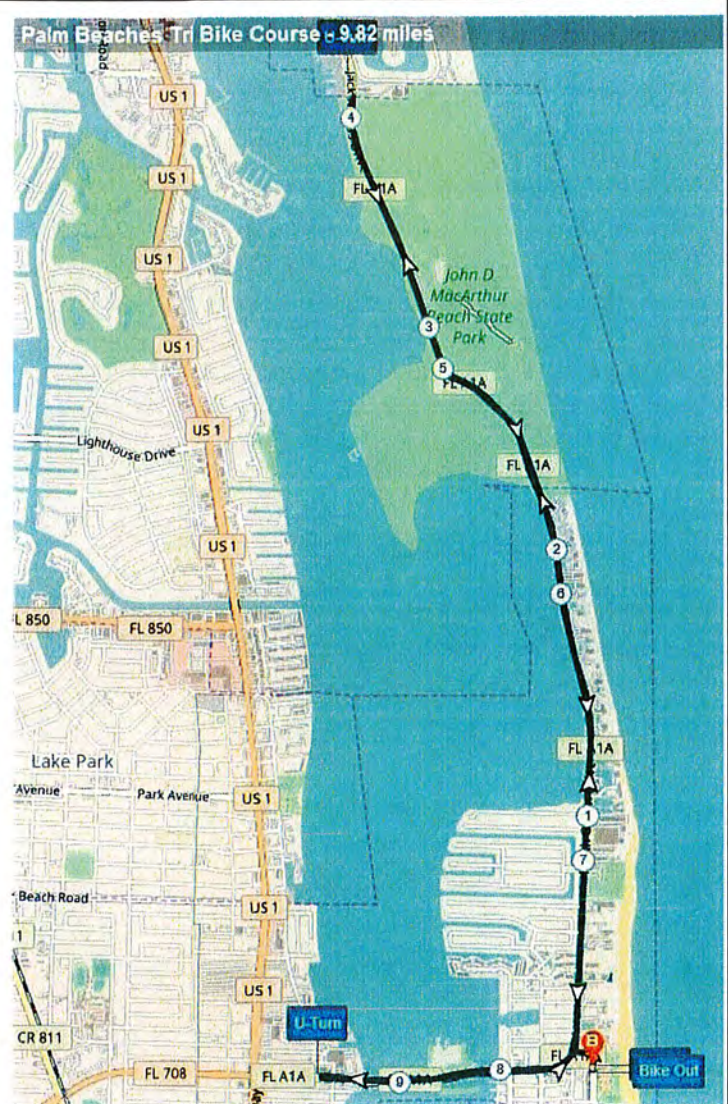 Palm Beaches Tri Bike Course - 9.82 miles
US 1
4
US 1
FL A1A
US 1
John D
MacArthur
Beach State
Park
3
US 1
5
FL A1A
US 1
Lighthouse Drive
FL A1A
US 1
2
6
FL 850
FL 850
FL A1A
Lake Park
Avenue
Park Avenue
US 1
1
7
Beach Road
US 1
1
US 1
U-Turn
CR 811
FL 708
FL A1A
9
8
Bike Out